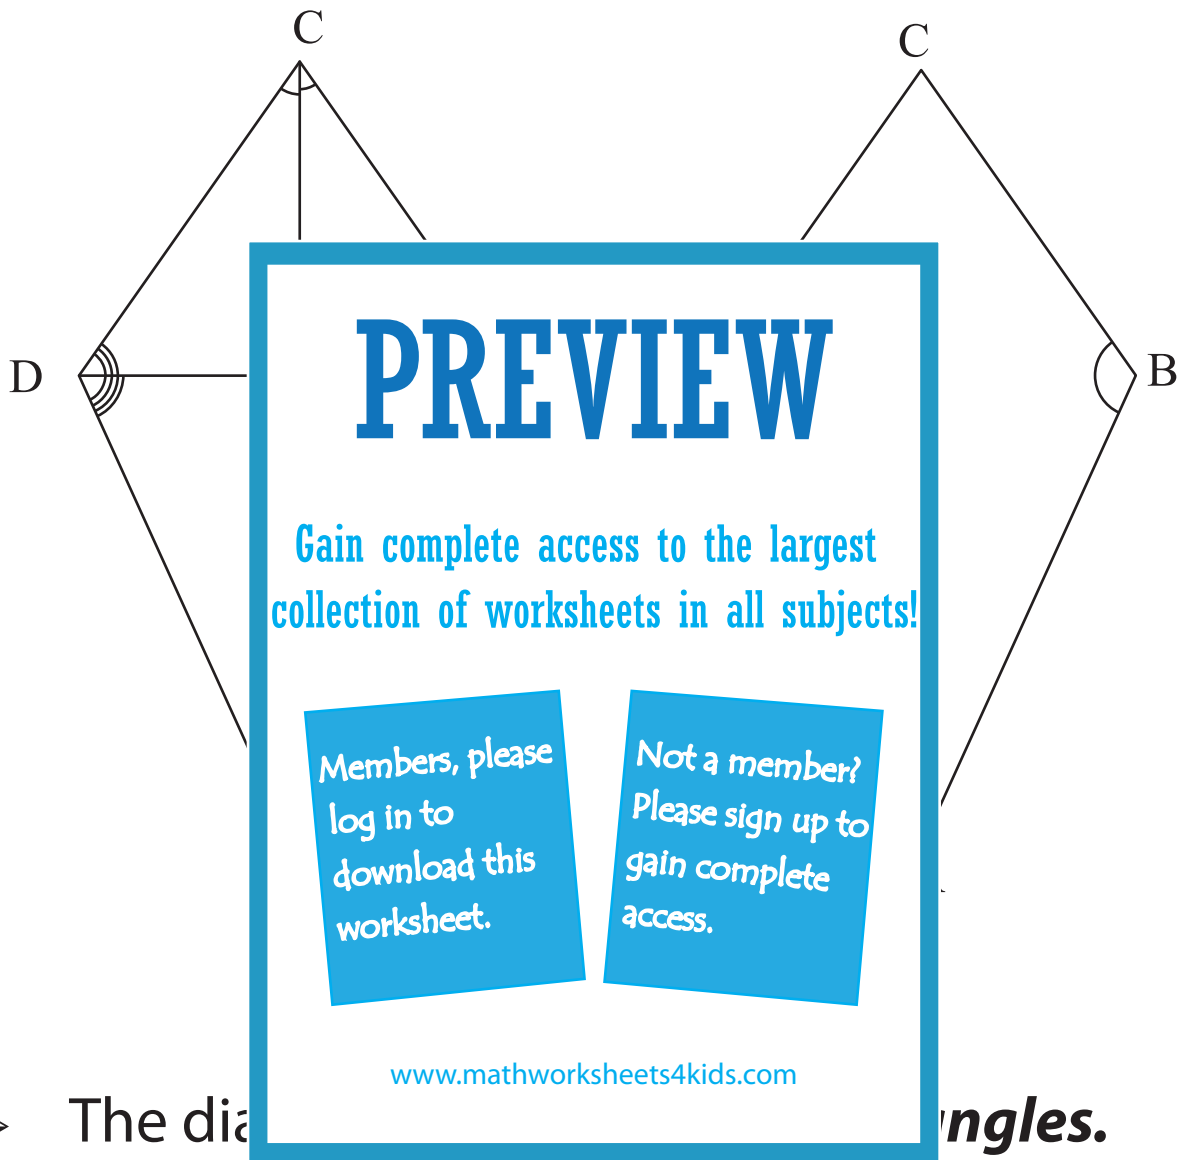 C
C
D
B
PREVIEW
Gain complete access to the largest
collection of worksheets in all subjects!
Members, please
log in to
download this
worksheet.
Not a member?
Please sign up to
gain complete
access.
www.mathworksheets4kids.com
The dia ngles.